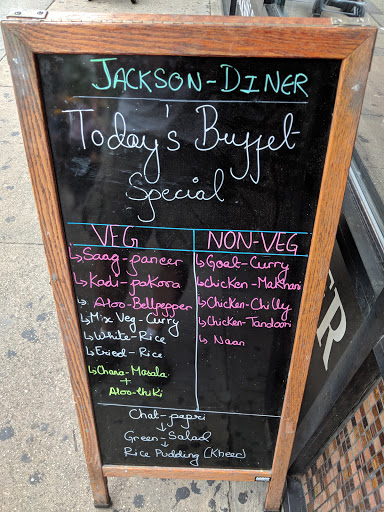 JACKSON-DINER
Today's Buffet
Special
VEG
↳ Saag-paneer
↳ Kadi-pakora
↳ Aloo-Bellpepper
↳ Mix Veg-Curry
↳ White-Rice
↳ Fried-Rice
↳ Chana-Masala
+
Aloo-thiki
NON-VEG
↳ Goat-Curry
↳ Chicken-Makhani
↳ Chicken-Chilly
↳ Chicken-Tandoori
↳ Naan
Chat-papri
↓
Green-Salad
↓
Rice Pudding (Kheer)
ER